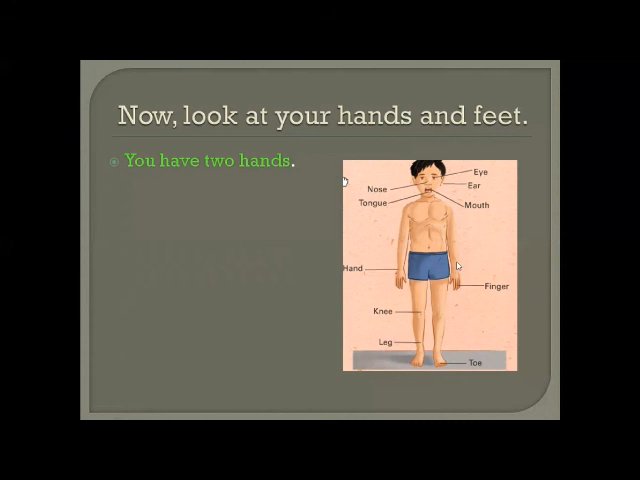 Now, look at your hands and feet.
You have two hands.
Eye
Nose
Ear
Tongue
Mouth
Hand
Finger
Knee
Leg
Toe